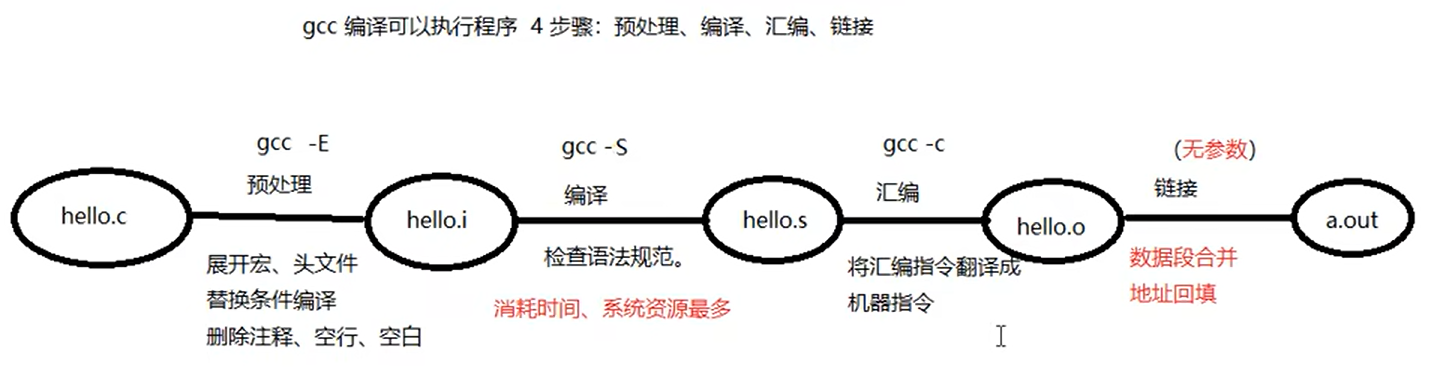 gcc 编译可以执行程序 4 步骤：预处理、编译、汇编、链接
gcc -E
gcc -S
gcc -c
(无参数)
预处理
编译
汇编
链接
hello.c
hello.i
hello.s
hello.o
a.out
展开宏、头文件
替换条件编译
删除注释、空行、空白
检查语法规范。
消耗时间、系统资源最多
将汇编指令翻译成
机器指令
数据段合并
地址回填